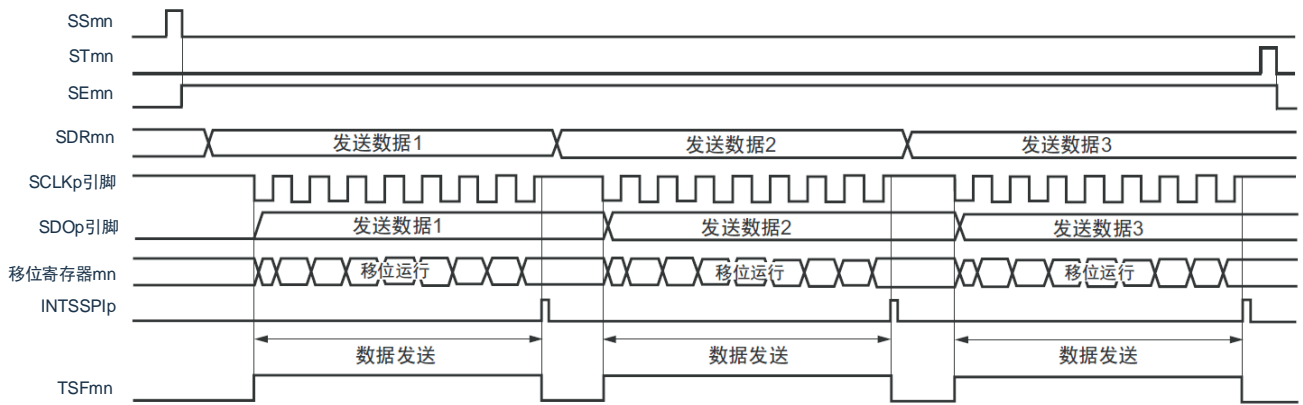 SSmn
STmn
SEmn
SDRmn 发送数据1 发送数据2 发送数据3
SCLKp引脚
SDOp引脚 发送数据1 发送数据2 发送数据3
移位寄存器mn 移位运行 移位运行 移位运行
INTSSPIp
数据发送 数据发送 数据发送
TSFmn